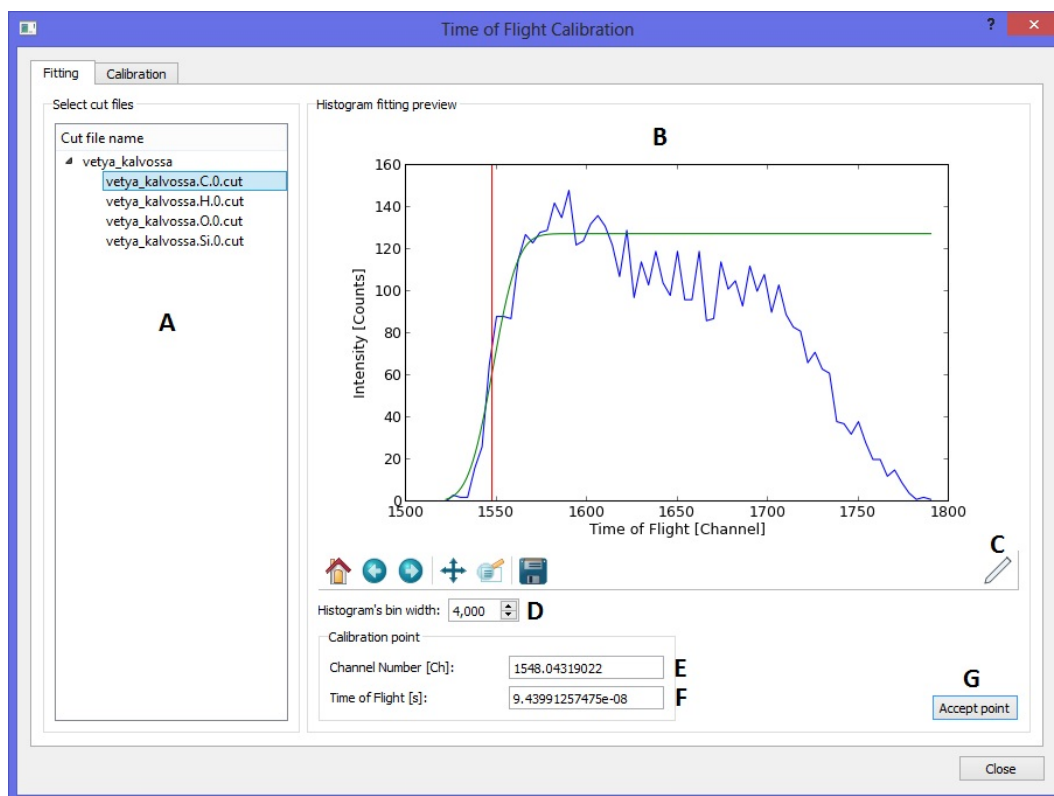 Time of Flight Calibration
? ×
Fitting Calibration
Select cut files
Cut file name
vetya_kalvossa
vetya_kalvossa.C.0.cut
vetya_kalvossa.H.0.cut
vetya_kalvossa.O.0.cut
vetya_kalvossa.Si.0.cut
A
Histogram fitting preview
B
Intensity [Counts]
160
140
120
100
80
60
40
20
0
1500 1550 1600 1650 1700 1750 1800
Time of Flight [Channel]
C
Histogram's bin width: 4,000 D
Calibration point
Channel Number [Ch]: 1548.04319022 E
Time of Flight [s]: 9.43991257475e-08 F
G
Accept point
Close